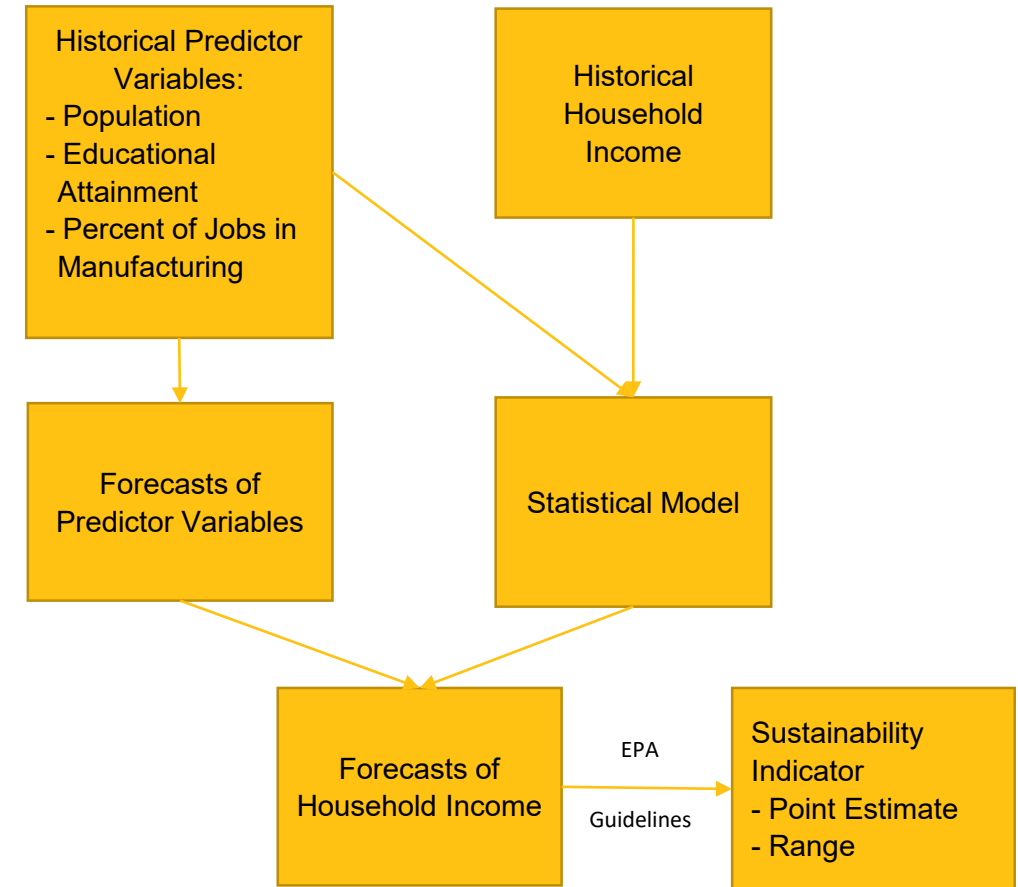 Historical Predictor
Variables:
- Population
- Educational
Attainment
- Percent of Jobs in
Manufacturing
Historical
Household
Income
Forecasts of
Predictor Variables
Statistical Model
Forecasts of
Household Income
EPA
Guidelines
Sustainability
Indicator
- Point Estimate
- Range